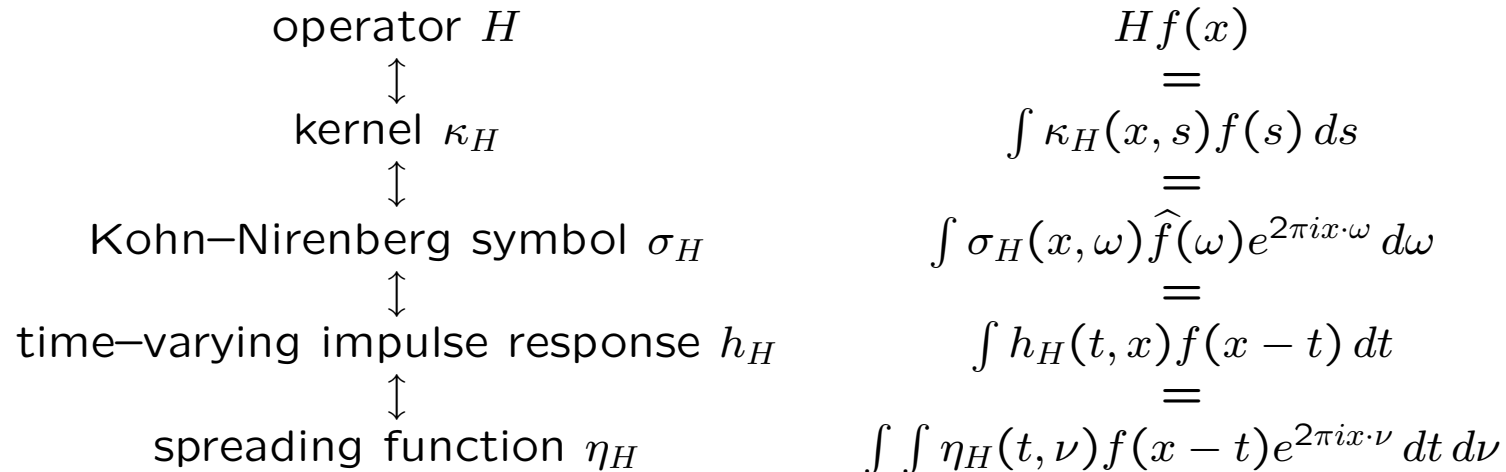 operator H Hf(x)
↕ =
kernel κ_H ∫ κ_H(x, s)f(s) ds
↕ =
Kohn–Nirenberg symbol σ_H ∫ σ_H(x, ω)f̂(ω)e^{2πix·ω} dω
↕ =
time–varying impulse response h_H ∫ h_H(t, x)f(x − t) dt
↕ =
spreading function η_H ∫ ∫ η_H(t, ν)f(x − t)e^{2πix·ν} dt dν